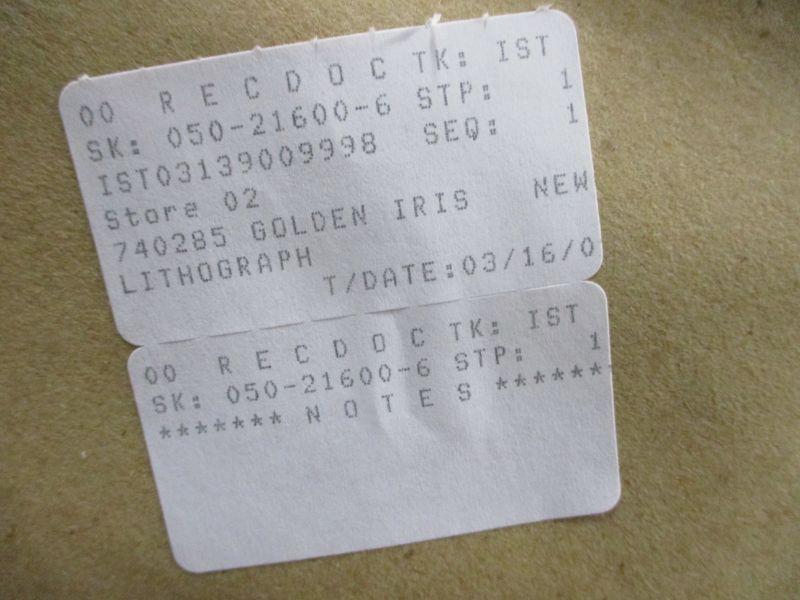 00 R E C D O C TK: IST
SK: 050-21600-6 STP: 1
IST03139009998 SEQ: 1
Store 02
740285 GOLDEN IRIS NEW
LITHOGRAPH
T/DATE:03/16/0
00 R E C D O C TK: IST
SK: 050-21600-6 STP: 1
******* N O T E S ******